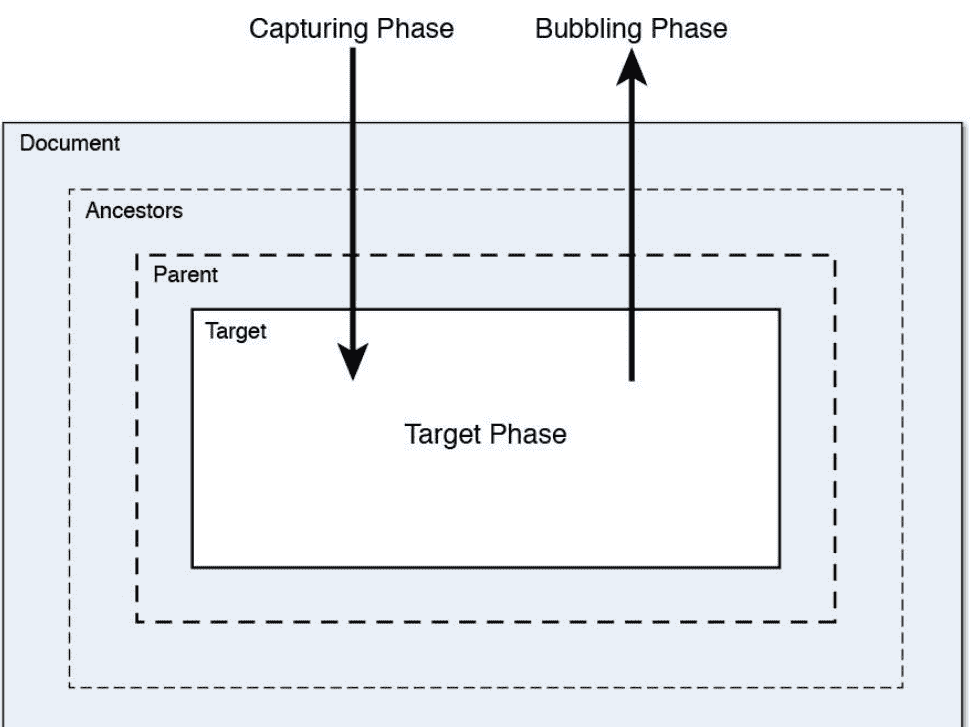 Capturing Phase
Bubbling Phase
Document
Ancestors
Parent
Target
Target Phase